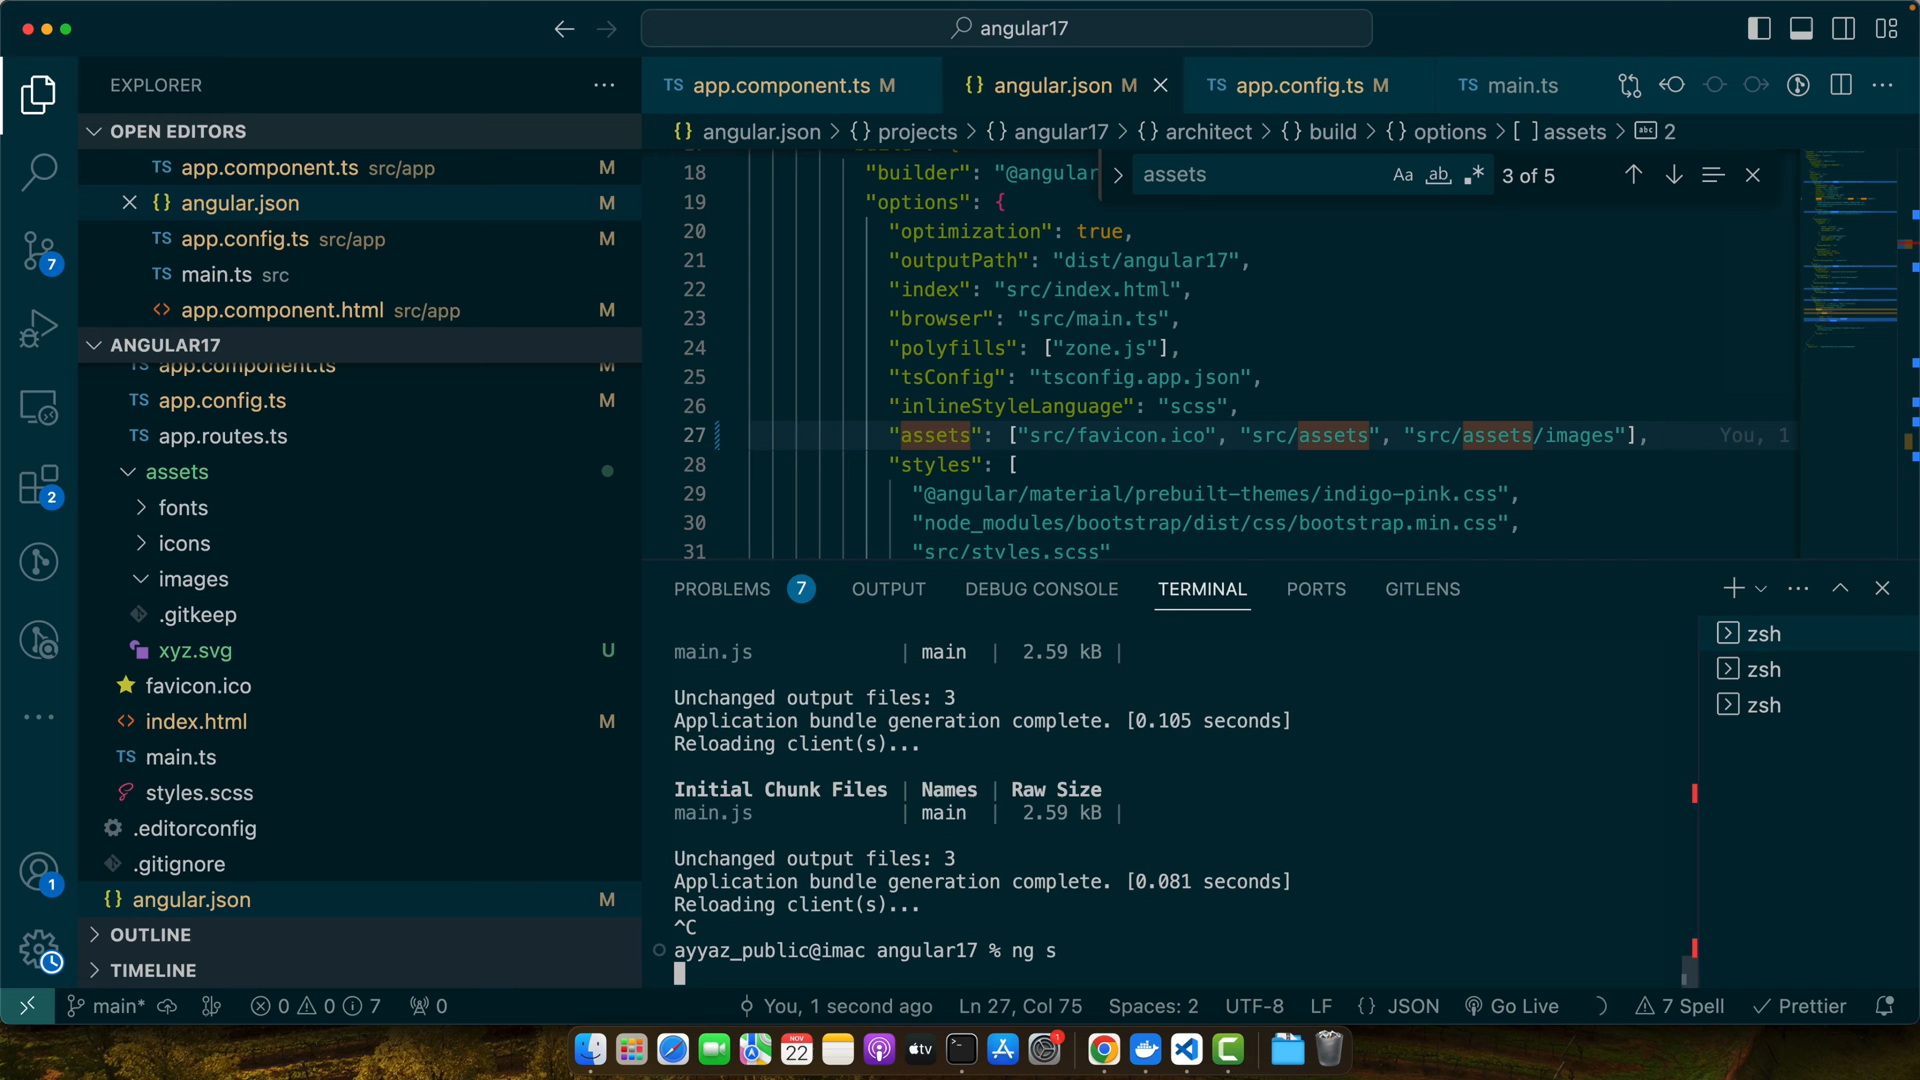 angular17
EXPLORER
OPEN EDITORS
TS app.component.ts src/app M
{} angular.json M
TS app.config.ts src/app M
TS main.ts src
<> app.component.html src/app M
ANGULAR17
app.component.ts M
TS app.config.ts M
TS app.routes.ts
assets
fonts
icons
images
.gitkeep
xyz.svg U
favicon.ico
<> index.html M
TS main.ts
styles.scss
.editorconfig
.gitignore
{} angular.json M
OUTLINE
TIMELINE
7
2
1
TS app.component.ts M
{} angular.json M
TS app.config.ts M
TS main.ts
{} angular.json > {} projects > {} angular17 > {} architect > {} build > {} options > [ ] assets > abc 2
assets Aa ab .* 3 of 5
18 "builder": "@angular
19 "options": {
20 "optimization": true,
21 "outputPath": "dist/angular17",
22 "index": "src/index.html",
23 "browser": "src/main.ts",
24 "polyfills": ["zone.js"],
25 "tsConfig": "tsconfig.app.json",
26 "inlineStyleLanguage": "scss",
27 "assets": ["src/favicon.ico", "src/assets", "src/assets/images"], You, 1
28 "styles": [
29 "@angular/material/prebuilt-themes/indigo-pink.css",
30 "node_modules/bootstrap/dist/css/bootstrap.min.css",
31 "src/styles.scss"
PROBLEMS 7 OUTPUT DEBUG CONSOLE TERMINAL PORTS GITLENS
main.js | main | 2.59 kB |
Unchanged output files: 3
Application bundle generation complete. [0.105 seconds]
Reloading client(s)...
Initial Chunk Files | Names | Raw Size
main.js | main | 2.59 kB |
Unchanged output files: 3
Application bundle generation complete. [0.081 seconds]
Reloading client(s)...
^C
ayyaz_public@imac angular17 % ng s
zsh
zsh
zsh
main* 0 0 7 0 You, 1 second ago Ln 27, Col 75 Spaces: 2 UTF-8 LF {} JSON Go Live 7 Spell Prettier
NOV
22
tv
1